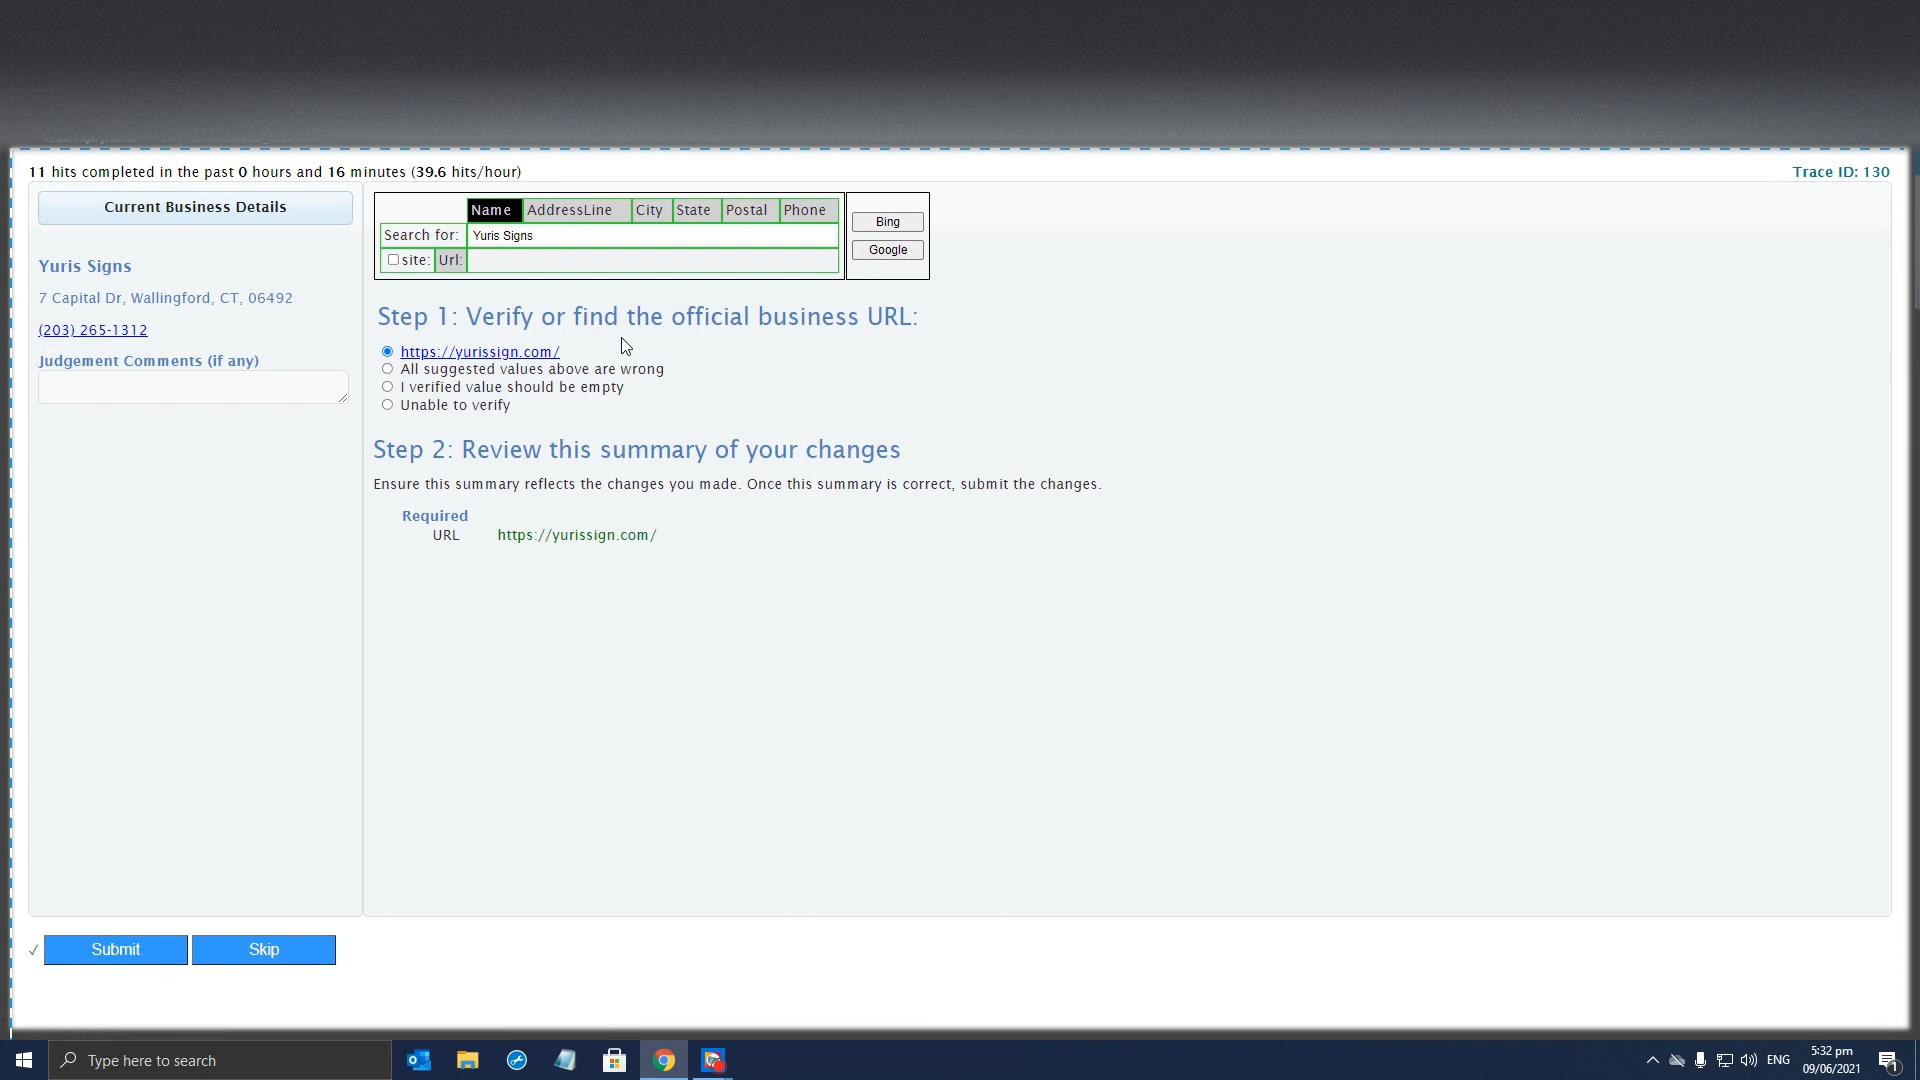 11 hits completed in the past 0 hours and 16 minutes (39.6 hits/hour)
Trace ID: 130
Current Business Details
Yuris Signs
7 Capital Dr, Wallingford, CT, 06492
(203) 265-1312
Judgement Comments (if any)
Name AddressLine City State Postal Phone
Search for: Yuris Signs
site: Url:
Bing
Google
Step 1: Verify or find the official business URL:
https://yurissign.com/
All suggested values above are wrong
I verified value should be empty
Unable to verify
Step 2: Review this summary of your changes
Ensure this summary reflects the changes you made. Once this summary is correct, submit the changes.
Required
URL https://yurissign.com/
Submit
Skip
Type here to search
ENG
5:32 pm
09/06/2021
1